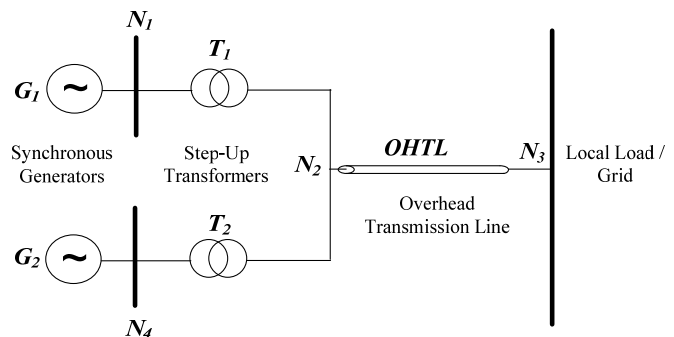 N1
T1
G1
~
Synchronous
Generators
Step-Up
Transformers
N2
OHTL
N3
Local Load /
Grid
Overhead
Transmission Line
T2
G2
~
N4